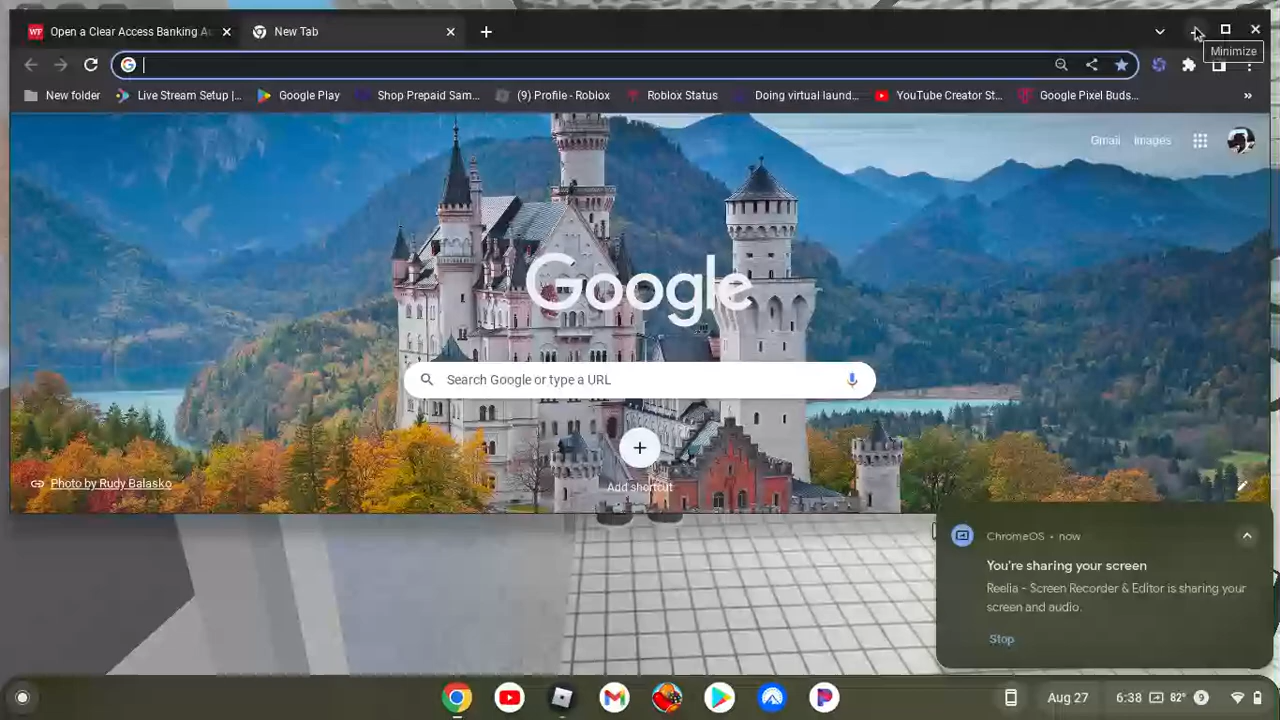 WF Open a Clear Access Banking Ac
New Tab
Minimize
New folder
Live Stream Setup |...
Google Play
Shop Prepaid Sam...
(9) Profile - Roblox
Roblox Status
Doing virtual laund...
YouTube Creator St...
Google Pixel Buds...
»
Gmail
Images
Google
Search Google or type a URL
Add shortcut
Photo by Rudy Balasko
ChromeOS • now
You're sharing your screen
Reelia - Screen Recorder & Editor is sharing your
screen and audio.
Stop
Aug 27
6:38
82°
9